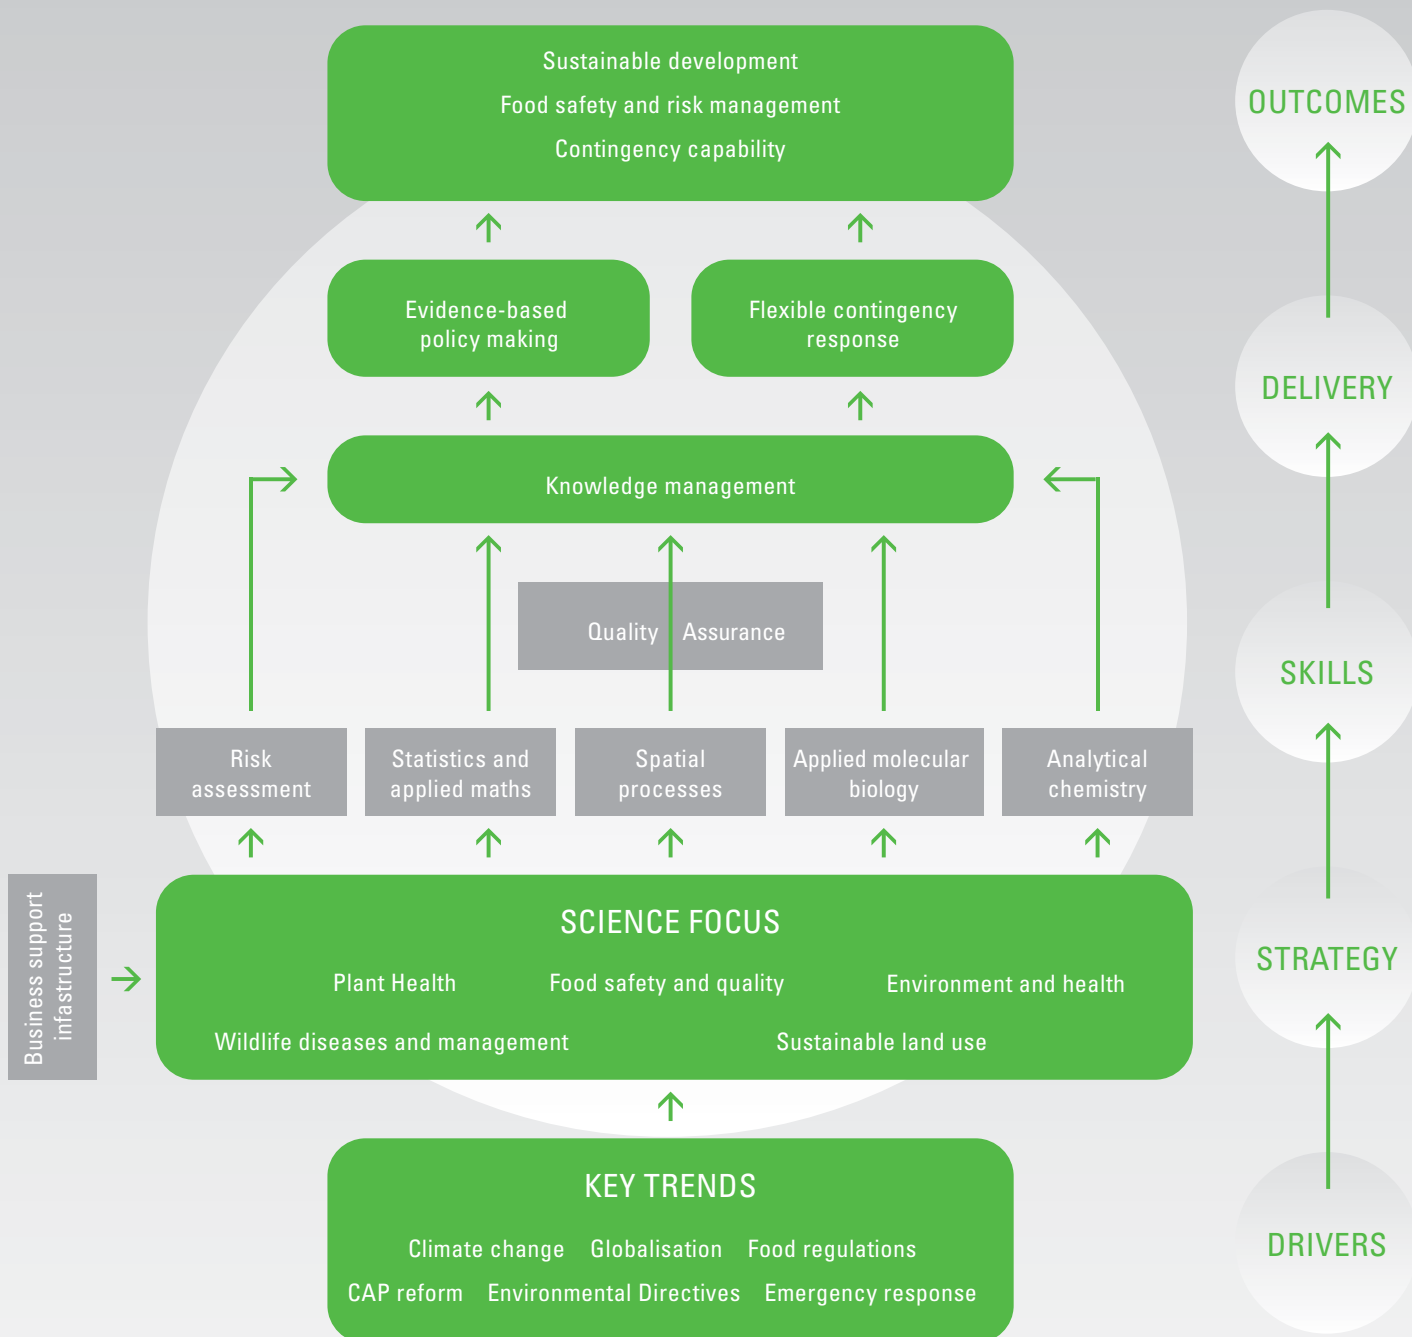 Sustainable development
Food safety and risk management
Contingency capability
OUTCOMES
Evidence-based
policy making
Flexible contingency
response
DELIVERY
Knowledge management
Quality Assurance
SKILLS
Risk
assessment
Statistics and
applied maths
Spatial
processes
Applied molecular
biology
Analytical
chemistry
Business support
infastructure
SCIENCE FOCUS
Plant Health Food safety and quality Environment and health
Wildlife diseases and management Sustainable land use
STRATEGY
KEY TRENDS
Climate change Globalisation Food regulations
CAP reform Environmental Directives Emergency response
DRIVERS